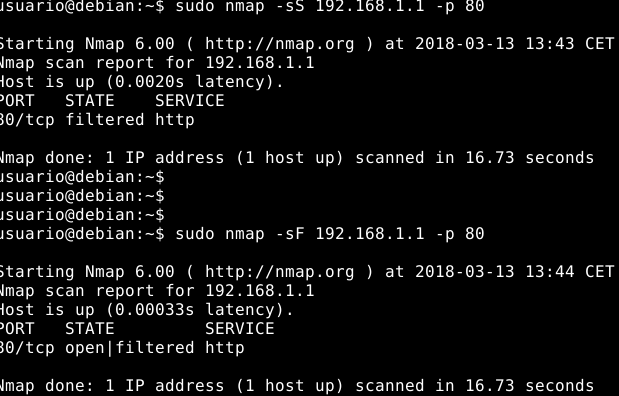 usuario@debian:~$ sudo nmap -sS 192.168.1.1 -p 80
Starting Nmap 6.00 ( http://nmap.org ) at 2018-03-13 13:43 CET
Nmap scan report for 192.168.1.1
Host is up (0.0020s latency).
PORT   STATE    SERVICE
80/tcp filtered http
Nmap done: 1 IP address (1 host up) scanned in 16.73 seconds
usuario@debian:~$
usuario@debian:~$
usuario@debian:~$
usuario@debian:~$ sudo nmap -sF 192.168.1.1 -p 80
Starting Nmap 6.00 ( http://nmap.org ) at 2018-03-13 13:44 CET
Nmap scan report for 192.168.1.1
Host is up (0.00033s latency).
PORT   STATE         SERVICE
80/tcp open|filtered http
Nmap done: 1 IP address (1 host up) scanned in 16.73 seconds